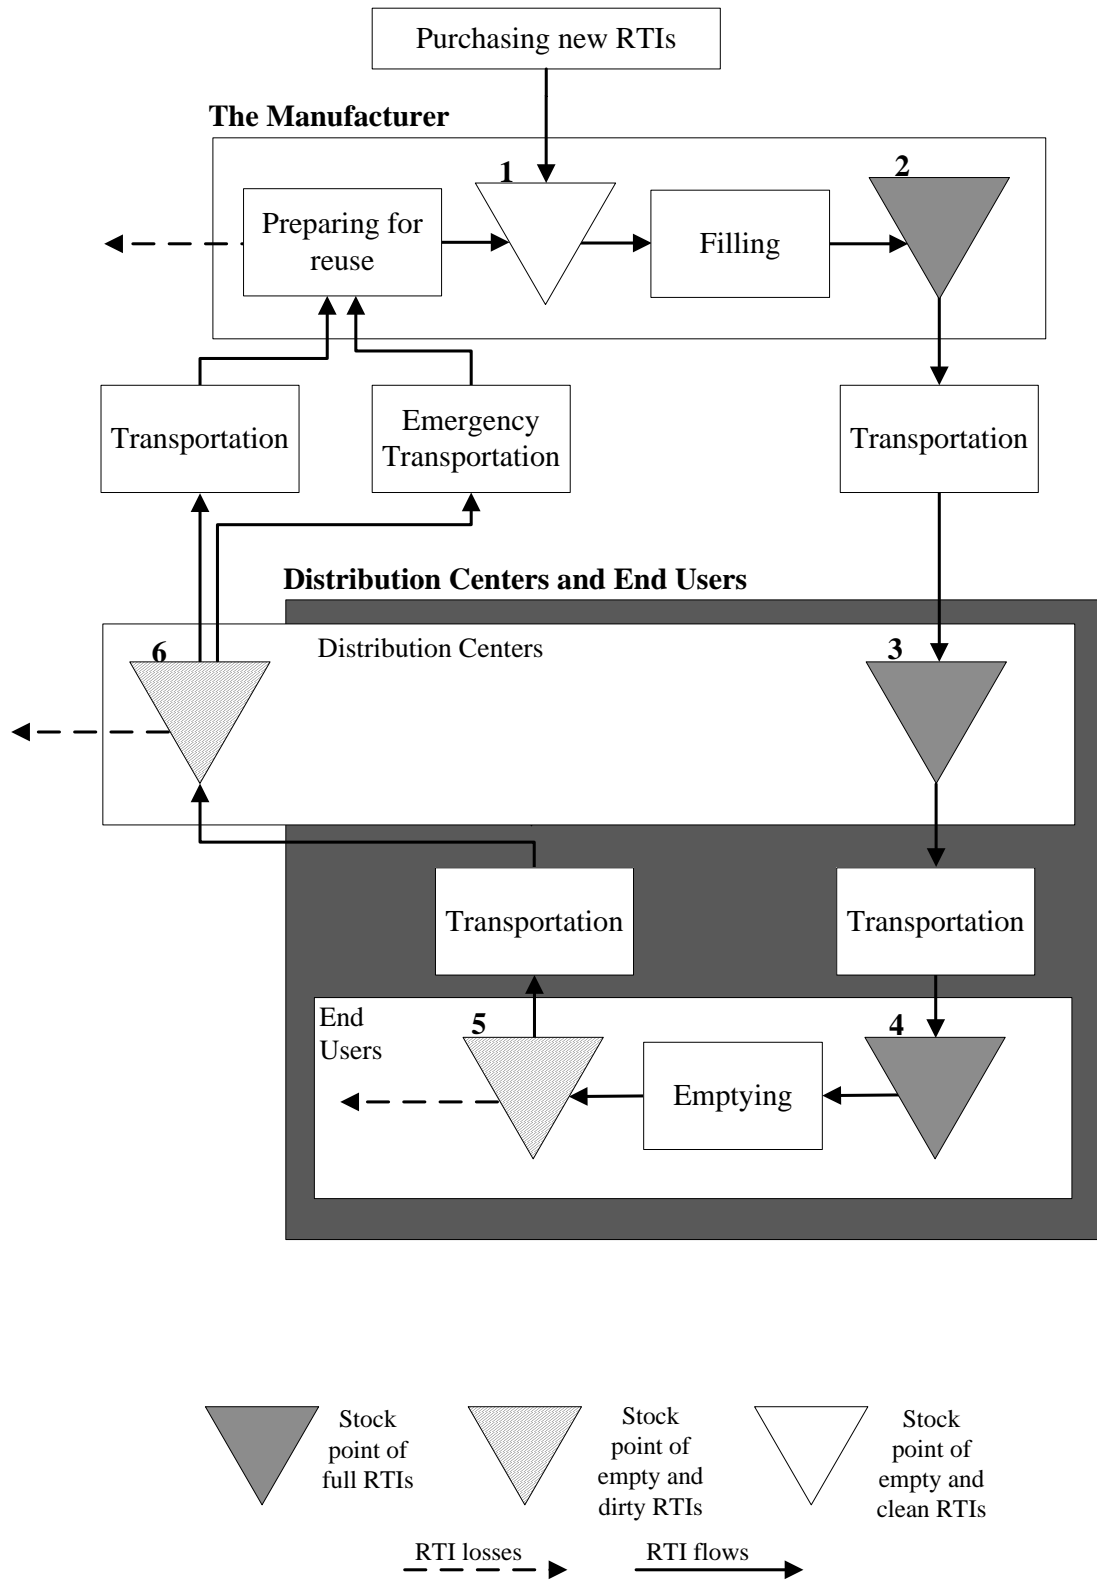 Purchasing new RTIs
The Manufacturer
1
2
Preparing for
reuse
Filling
Transportation
Emergency
Transportation
Transportation
Distribution Centers and End Users
6
Distribution Centers
3
Transportation
Transportation
End
Users
5
4
Emptying
Stock
point of
full RTIs
Stock
point of
empty and
dirty RTIs
Stock
point of
empty and
clean RTIs
RTI losses
RTI flows